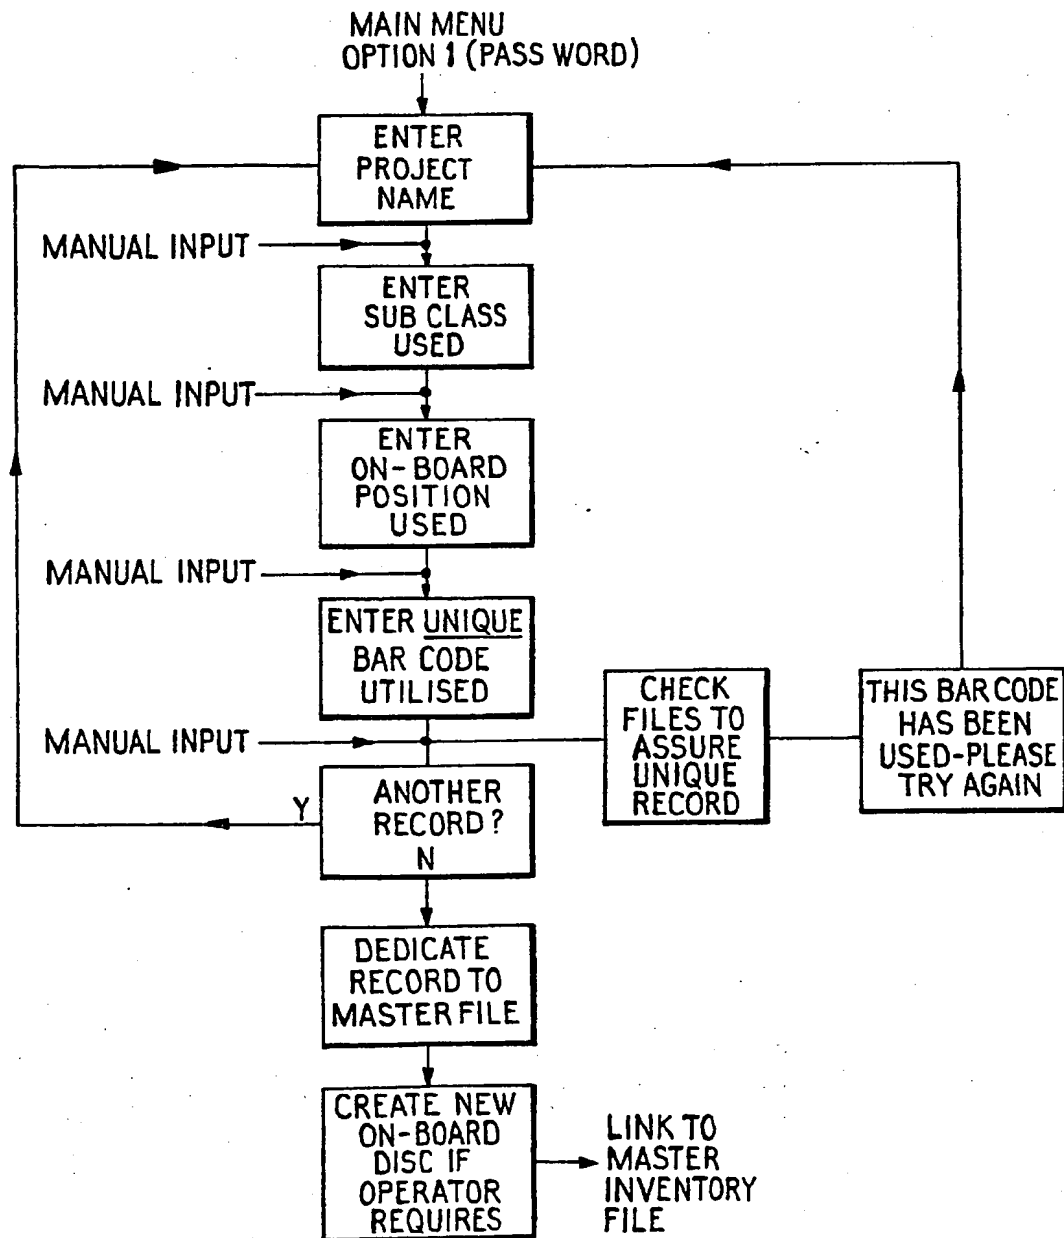 MAIN MENU
OPTION 1 (PASS WORD)
ENTER
PROJECT
NAME
MANUAL INPUT
ENTER
SUB CLASS
USED
MANUAL INPUT
ENTER
ON-BOARD
POSITION
USED
MANUAL INPUT
ENTER UNIQUE
BAR CODE
UTILISED
MANUAL INPUT
CHECK
FILES TO
ASSURE
UNIQUE
RECORD
THIS BAR CODE
HAS BEEN
USED-PLEASE
TRY AGAIN
Y
ANOTHER
RECORD?
N
DEDICATE
RECORD TO
MASTER FILE
CREATE NEW
ON-BOARD
DISC IF
OPERATOR
REQUIRES
LINK TO
MASTER
INVENTORY
FILE